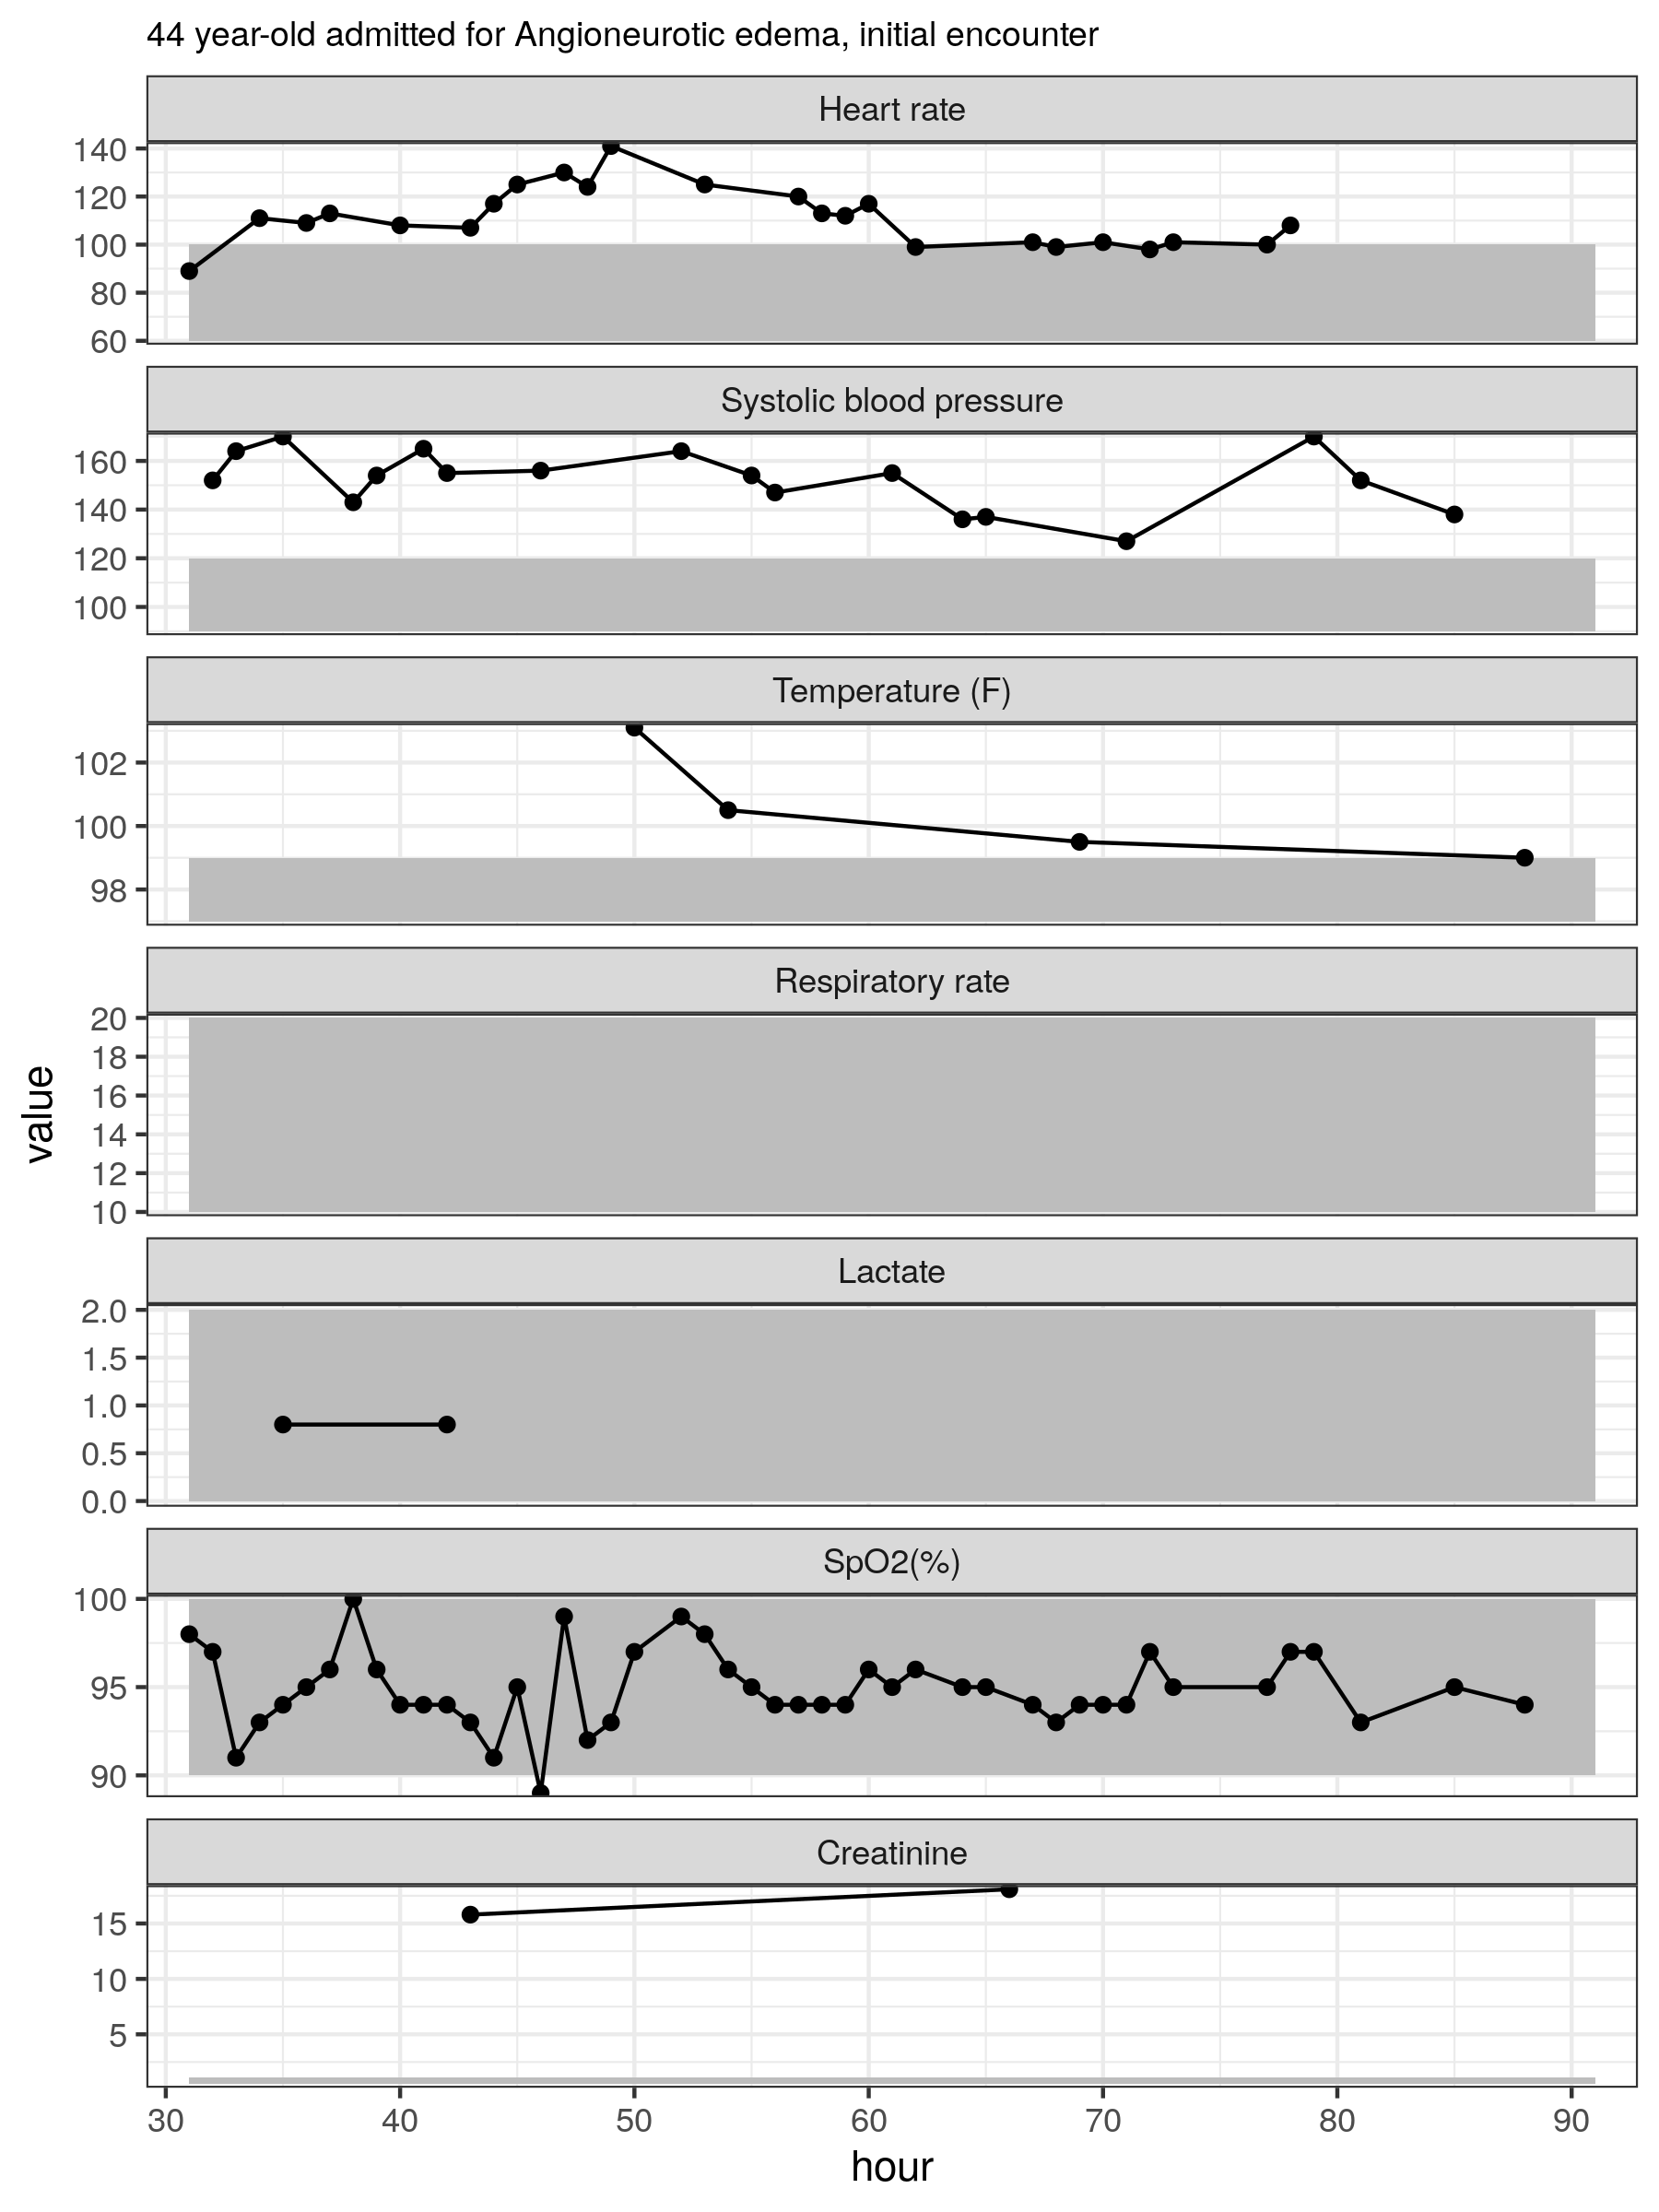 44 year-old admitted for Angioneurotic edema, initial encounter
Heart rate
140
120
100
80
60
Systolic blood pressure
160
140
120
100
Temperature (F)
102
100
98
Respiratory rate
20
18
16
14
12
10
value
Lactate
2.0
1.5
1.0
0.5
0.0
SpO2(%)
100
95
90
Creatinine
15
10
5
30 40 50 60 70 80 90
hour